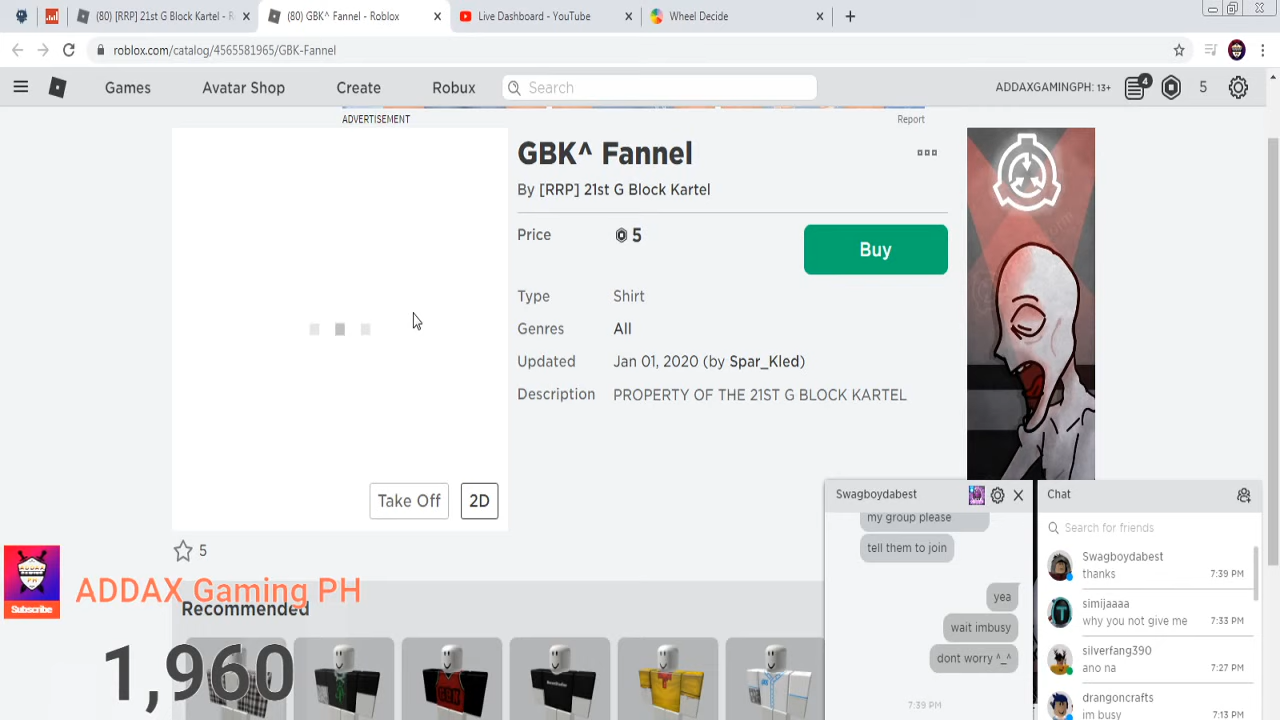 (80) [RRP] 21st G Block Kartel - R
(80) GBK^ Fannel - Roblox
Live Dashboard - YouTube
Wheel Decide
roblox.com/catalog/4565581965/GBK-Fannel
Games
Avatar Shop
Create
Robux
Search
ADDAXGAMINGPH: 13+
4
5
ADVERTISEMENT
Report
GBK^ Fannel
By [RRP] 21st G Block Kartel
Price
5
Buy
Type
Shirt
Genres
All
Updated
Jan 01, 2020 (by Spar_Kled)
Description
PROPERTY OF THE 21ST G BLOCK KARTEL
Take Off
2D
5
Subscribe
ADDAX Gaming PH
Recommended
1,960
Swagboydabest
my group please
tell them to join
yea
wait imbusy
dont worry ^_^
7:39 PM
Chat
Search for friends
Swagboydabest
thanks
7:39 PM
simijaaaa
why you not give me
7:33 PM
silverfang390
ano na
7:27 PM
drangoncrafts
im busy
7:13 PM